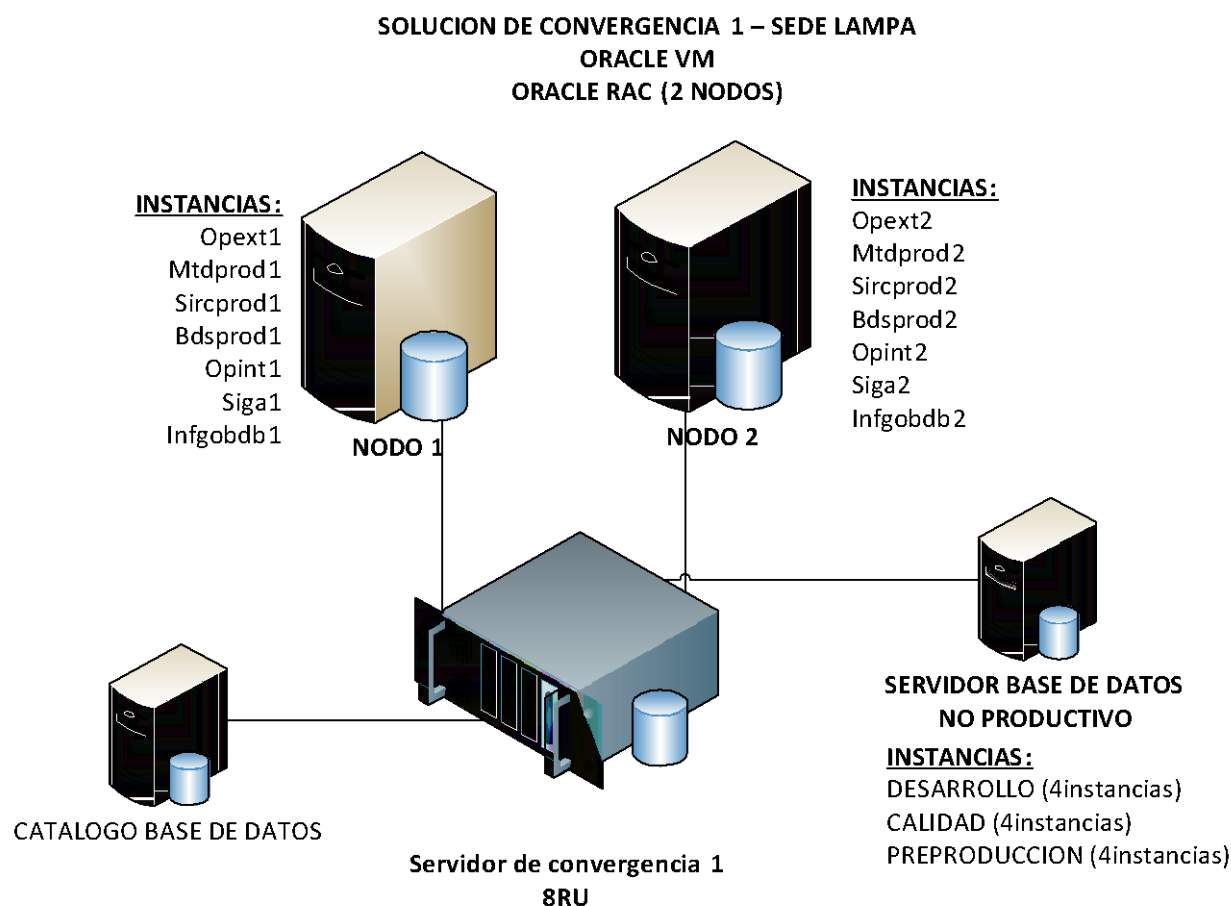 SOLUCION DE CONVERGENCIA 1 – SEDE LAMPA
ORACLE VM
ORACLE RAC (2 NODOS)
INSTANCIAS:
Opext1
Mtdprod1
Sircprod1
Bdsprod1
Opint1
Siga1
Infgobdb1
NODO 1
INSTANCIAS:
Opext2
Mtdprod2
Sircprod2
Bdsprod2
Opint2
Siga2
Infgobdb2
NODO 2
SERVIDOR BASE DE DATOS
NO PRODUCTIVO
INSTANCIAS:
DESARROLLO (4instancias)
CALIDAD (4instancias)
PREPRODUCCION (4instancias)
CATALOGO BASE DE DATOS
Servidor de convergencia 1
8RU